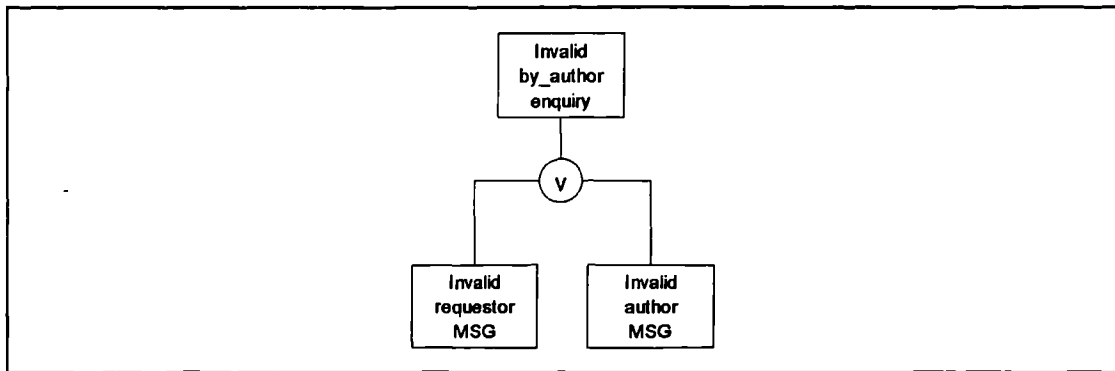 Invalid
by_author
enquiry
V
Invalid
requestor
MSG
Invalid
author
MSG